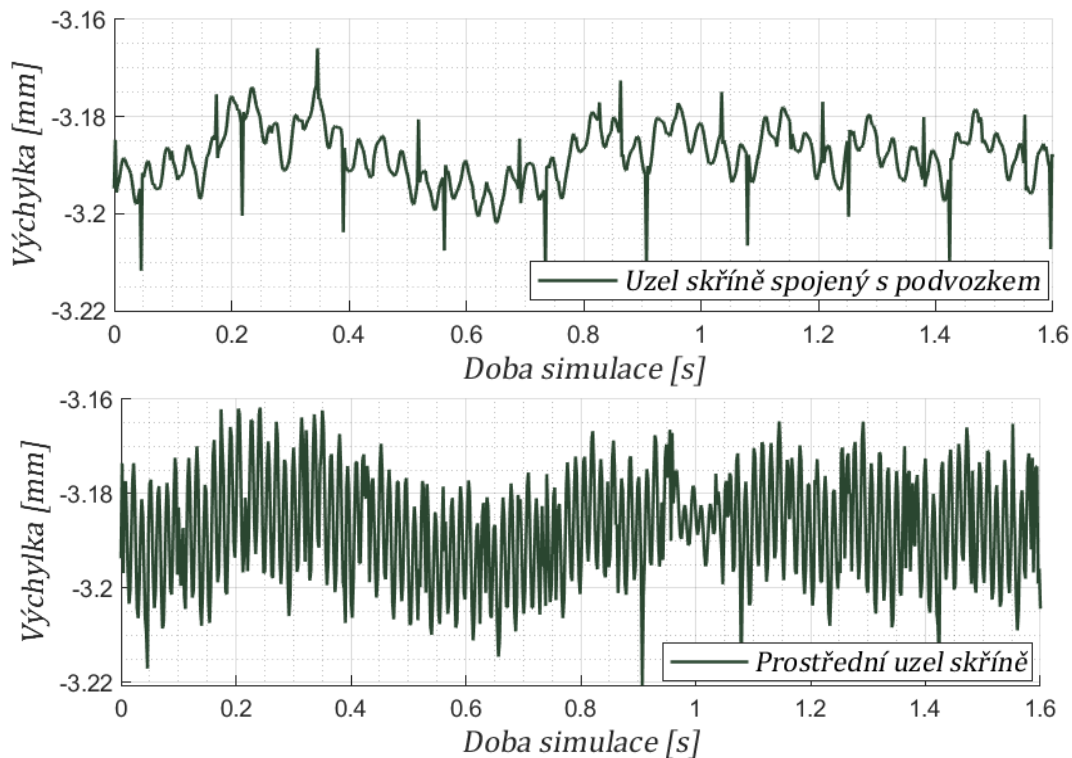 Výchylka [mm]
-3.16
-3.18
-3.2
-3.22
Uzel skříně spojený s podvozkem
0 0.2 0.4 0.6 0.8 1 1.2 1.4 1.6
Doba simulace [s]
Výchylka [mm]
-3.16
-3.18
-3.2
-3.22
Prostřední uzel skříně
0 0.2 0.4 0.6 0.8 1 1.2 1.4 1.6
Doba simulace [s]